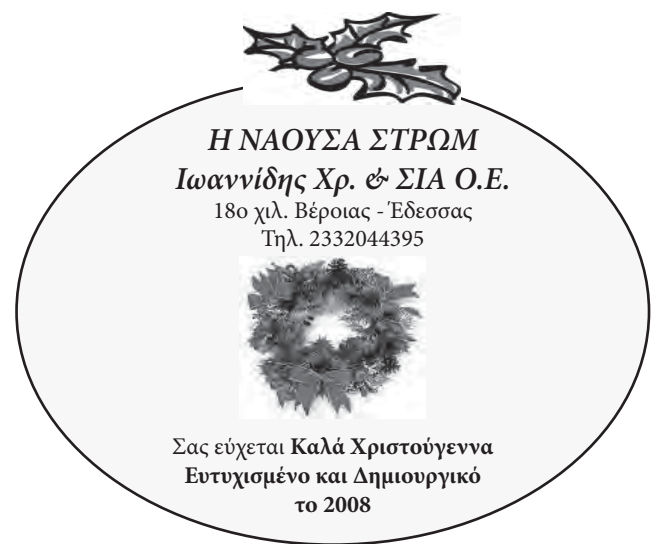 Η ΝΑΟΥΣΑ ΣΤΡΩΜ
Ιωαννίδης Χρ. & ΣΙΑ Ο.Ε.
18ο χιλ. Βέροιας - Έδεσσας
Τηλ. 2332044395
Σας εύχεται Καλά Χριστούγεννα
Ευτυχισμένο και Δημιουργικό
το 2008